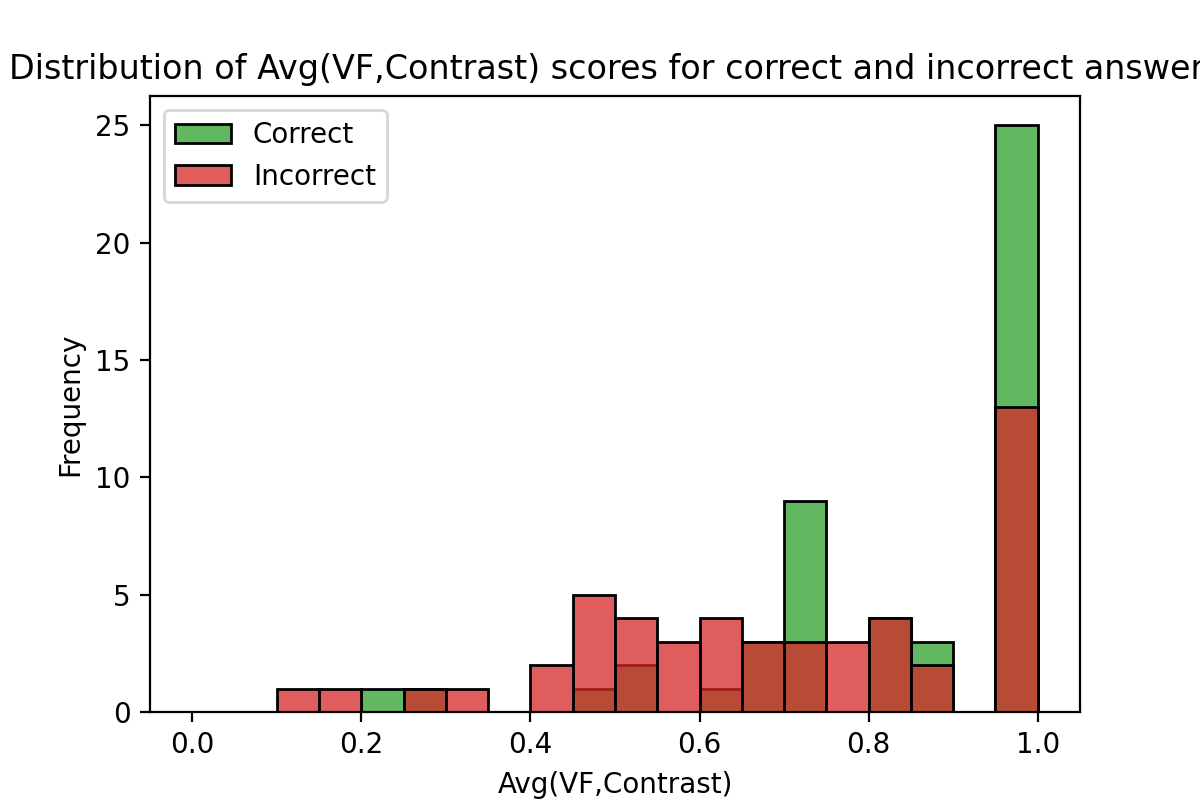 Distribution of Avg(VF,Contrast) scores for correct and incorrect answer
Correct
Incorrect
25
20
15
10
5
0
Frequency
0.0 0.2 0.4 0.6 0.8 1.0
Avg(VF,Contrast)